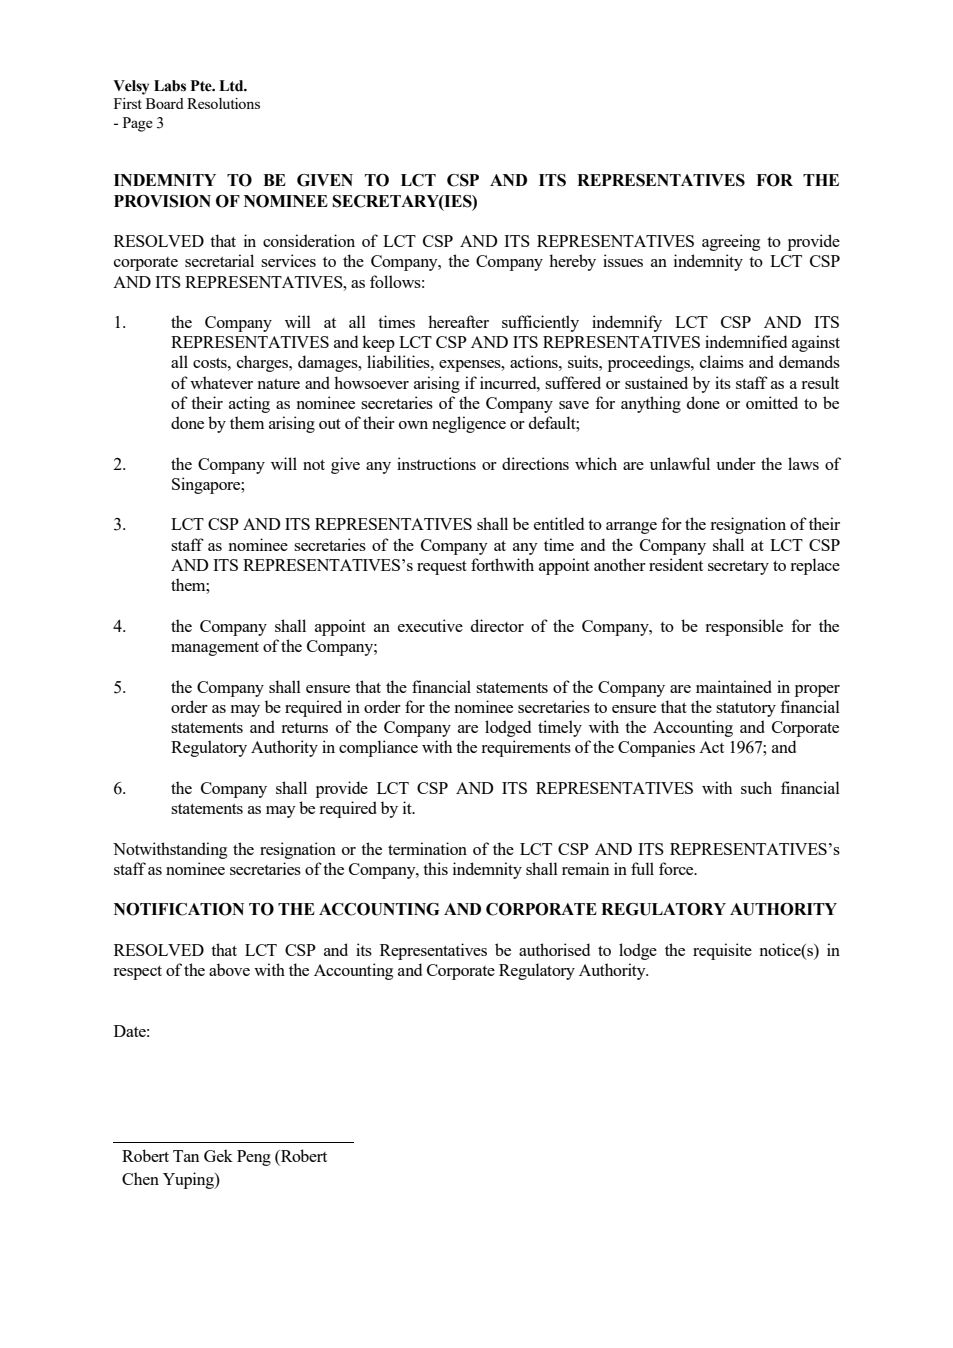 Velsy Labs Pte. Ltd.
First Board Resolutions
- Page 3
INDEMNITY TO BE GIVEN TO LCT CSP AND ITS REPRESENTATIVES FOR THE
PROVISION OF NOMINEE SECRETARY(IES)
RESOLVED that in consideration of LCT CSP AND ITS REPRESENTATIVES agreeing to provide
corporate secretarial services to the Company, the Company hereby issues an indemnity to LCT CSP
AND ITS REPRESENTATIVES, as follows:
1. the Company will at all times hereafter sufficiently indemnify LCT CSP AND ITS
REPRESENTATIVES and keep LCT CSP AND ITS REPRESENTATIVES indemnified against
all costs, charges, damages, liabilities, expenses, actions, suits, proceedings, claims and demands
of whatever nature and howsoever arising if incurred, suffered or sustained by its staff as a result
of their acting as nominee secretaries of the Company save for anything done or omitted to be
done by them arising out of their own negligence or default;
2. the Company will not give any instructions or directions which are unlawful under the laws of
Singapore;
3. LCT CSP AND ITS REPRESENTATIVES shall be entitled to arrange for the resignation of their
staff as nominee secretaries of the Company at any time and the Company shall at LCT CSP
AND ITS REPRESENTATIVES’s request forthwith appoint another resident secretary to replace
them;
4. the Company shall appoint an executive director of the Company, to be responsible for the
management of the Company;
5. the Company shall ensure that the financial statements of the Company are maintained in proper
order as may be required in order for the nominee secretaries to ensure that the statutory financial
statements and returns of the Company are lodged timely with the Accounting and Corporate
Regulatory Authority in compliance with the requirements of the Companies Act 1967; and
6. the Company shall provide LCT CSP AND ITS REPRESENTATIVES with such financial
statements as may be required by it.
Notwithstanding the resignation or the termination of the LCT CSP AND ITS REPRESENTATIVES’s
staff as nominee secretaries of the Company, this indemnity shall remain in full force.
NOTIFICATION TO THE ACCOUNTING AND CORPORATE REGULATORY AUTHORITY
RESOLVED that LCT CSP and its Representatives be authorised to lodge the requisite notice(s) in
respect of the above with the Accounting and Corporate Regulatory Authority.
Date:
Robert Tan Gek Peng (Robert
Chen Yuping)